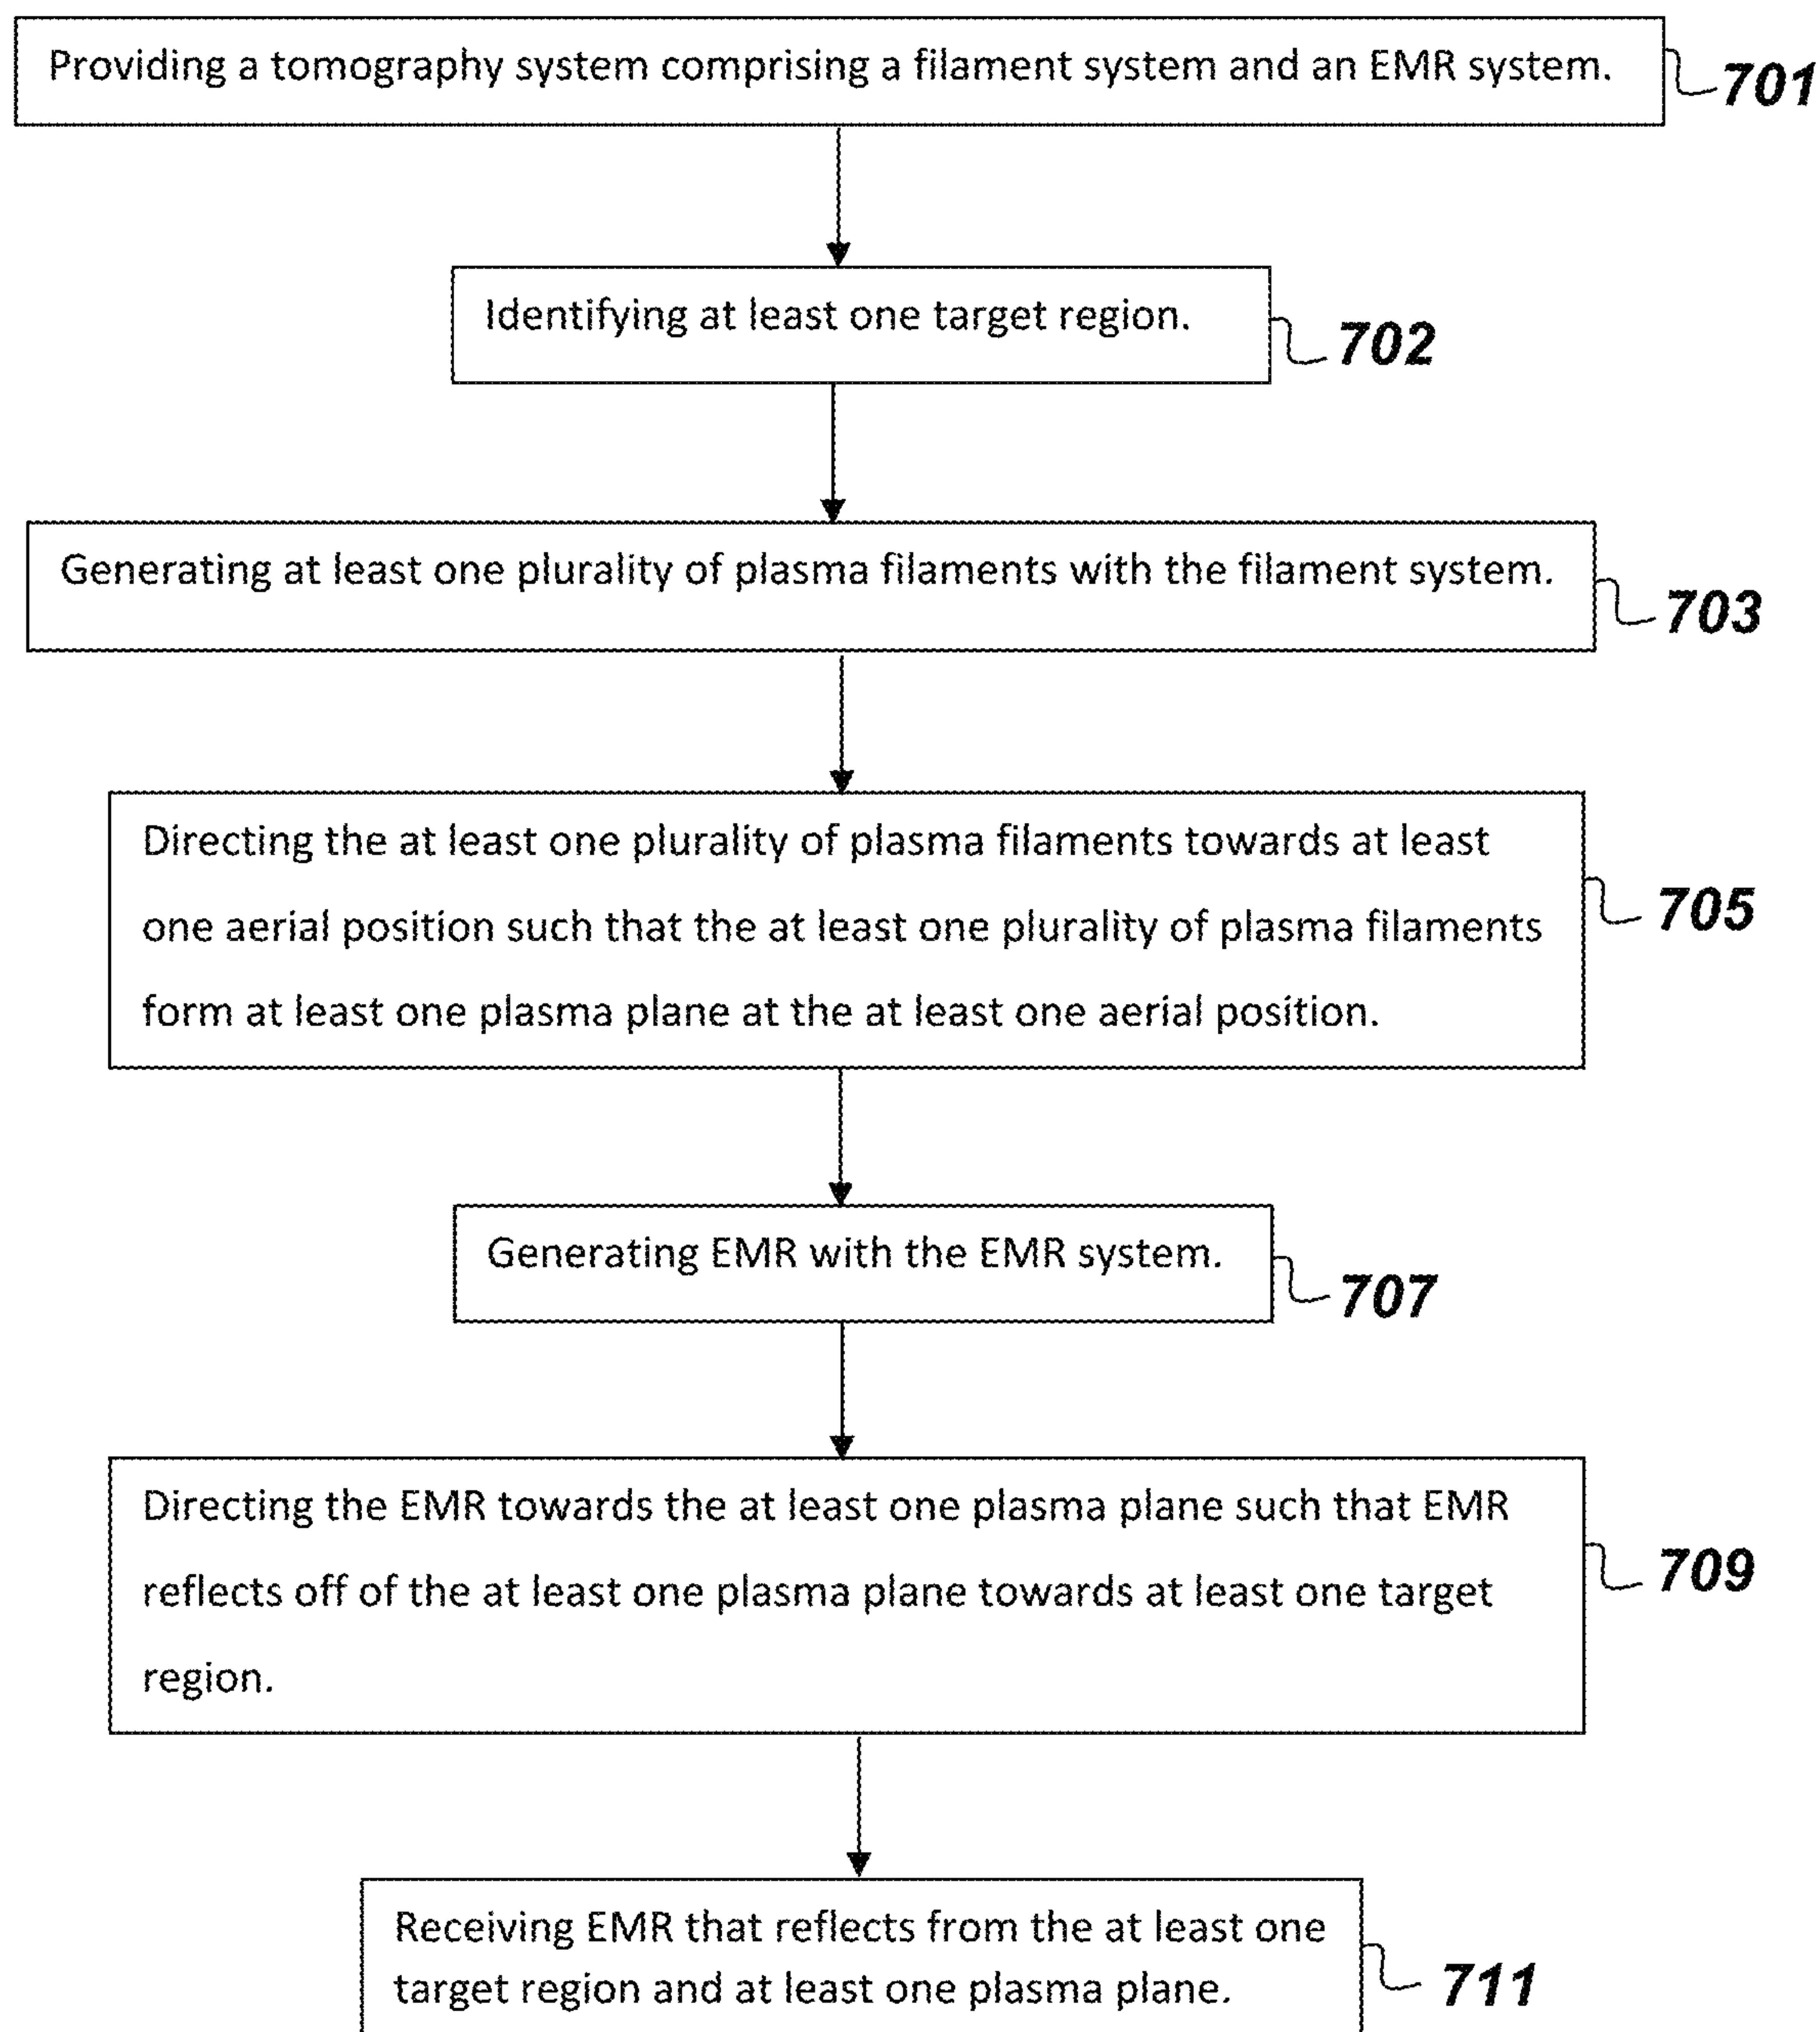 Providing a tomography system comprising a filament system and an EMR system.
701
Identifying at least one target region.
702
Generating at least one plurality of plasma filaments with the filament system.
703
Directing the at least one plurality of plasma filaments towards at least
one aerial position such that the at least one plurality of plasma filaments
form at least one plasma plane at the at least one aerial position.
705
Generating EMR with the EMR system.
707
Directing the EMR towards the at least one plasma plane such that EMR
reflects off of the at least one plasma plane towards at least one target
region.
709
Receiving EMR that reflects from the at least one
target region and at least one plasma plane.
711